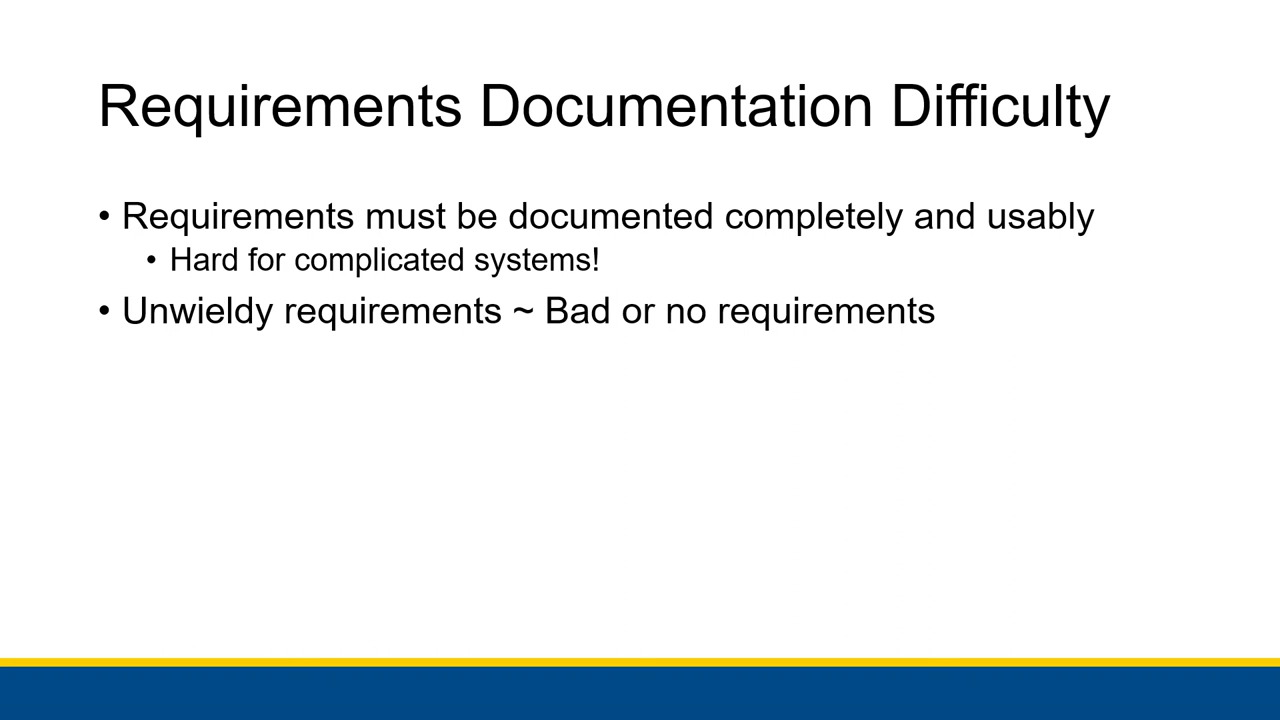 Requirements Documentation Difficulty
• Requirements must be documented completely and usably
• Hard for complicated systems!
• Unwieldy requirements ~ Bad or no requirements